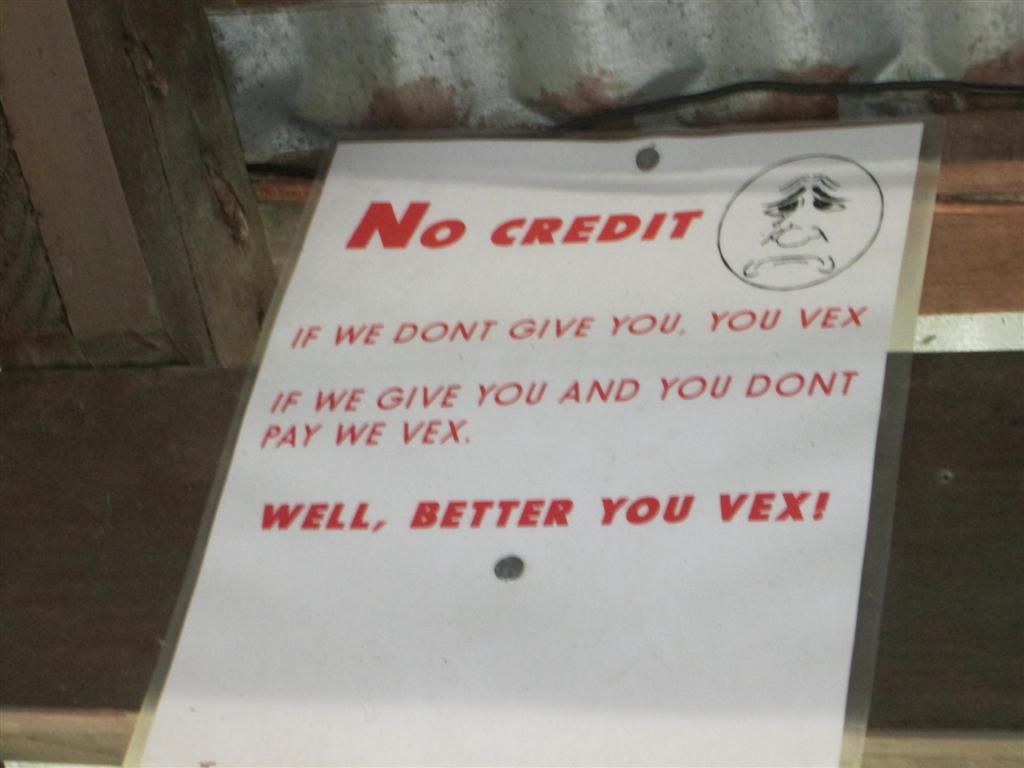 No CREDIT
IF WE DONT GIVE YOU, YOU VEX
IF WE GIVE YOU AND YOU DONT
PAY WE VEX.
WELL, BETTER YOU VEX!